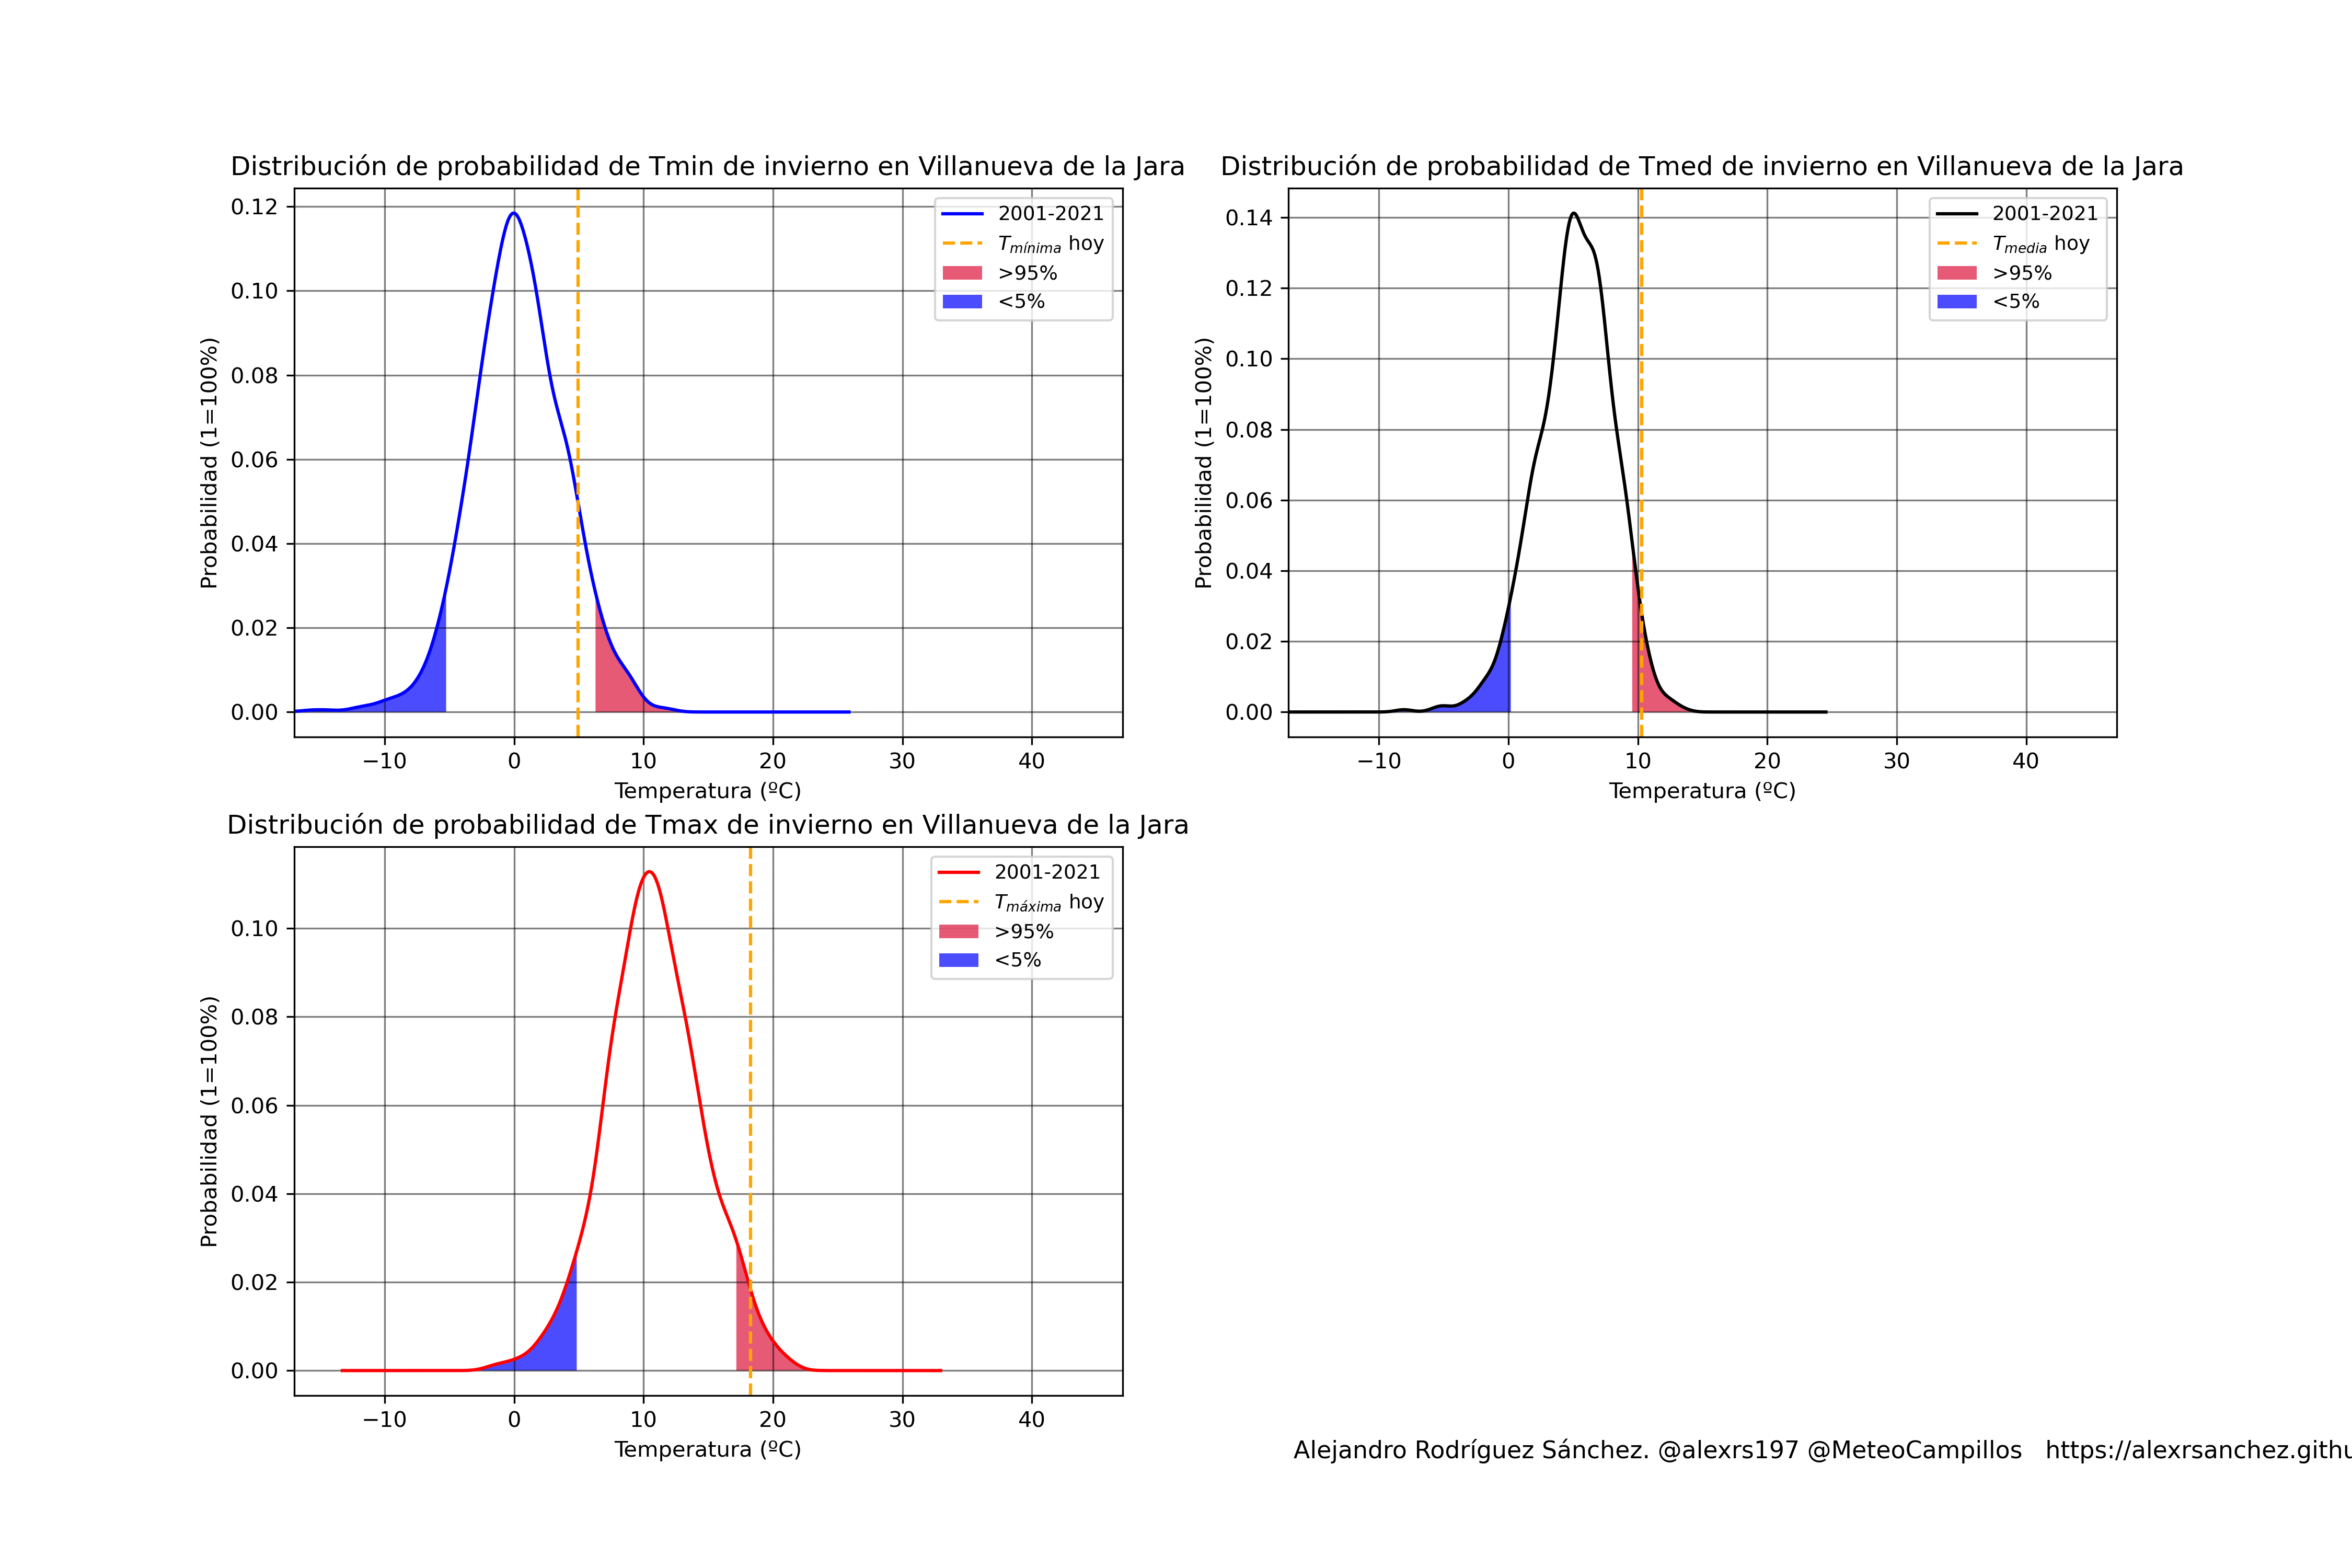 Distribución de probabilidad de Tmin de invierno en Villanueva de la Jara
0.12
0.10
0.08
0.06
0.04
0.02
0.00
Probabilidad (1=100%)
2001-2021
Tmínima hoy
>95%
<5%
−10 0 10 20 30 40
Temperatura (ºC)
Distribución de probabilidad de Tmed de invierno en Villanueva de la Jara
0.14
0.12
0.10
0.08
0.06
0.04
0.02
0.00
Probabilidad (1=100%)
2001-2021
Tmedia hoy
>95%
<5%
−10 0 10 20 30 40
Temperatura (ºC)
Distribución de probabilidad de Tmax de invierno en Villanueva de la Jara
0.10
0.08
0.06
0.04
0.02
0.00
Probabilidad (1=100%)
2001-2021
Tmáxima hoy
>95%
<5%
−10 0 10 20 30 40
Temperatura (ºC)
Alejandro Rodríguez Sánchez. @alexrs197 @MeteoCampillos https://alexrsanchez.githu